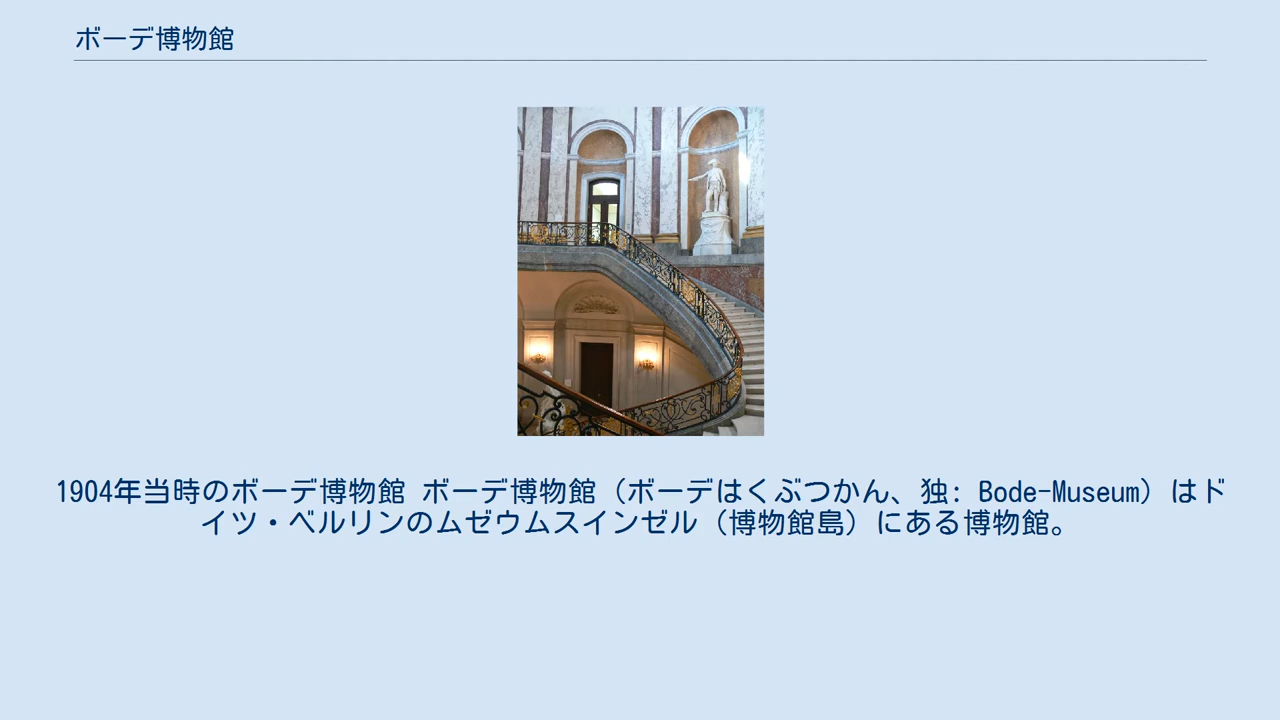 ボーデ博物館
1904年当時のボーデ博物館 ボーデ博物館（ボーデはくぶつかん、独: Bode-Museum）はド
イツ・ベルリンのムゼウムスインゼル（博物館島）にある博物館。